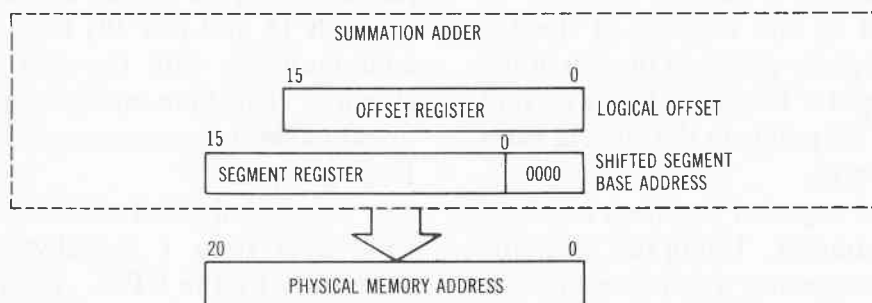 SUMMATION ADDER
15 0
OFFSET REGISTER LOGICAL OFFSET
15 0
SEGMENT REGISTER 0000 SHIFTED SEGMENT
BASE ADDRESS
20 0
PHYSICAL MEMORY ADDRESS